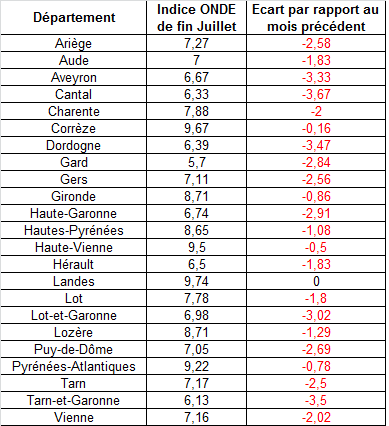 Département Indice ONDE de fin Juillet Ecart par rapport au mois précédent
Ariège 7,27 -2,58
Aude 7 -1,83
Aveyron 6,67 -3,33
Cantal 6,33 -3,67
Charente 7,88 -2
Corrèze 9,67 -0,16
Dordogne 6,39 -3,47
Gard 5,7 -2,84
Gers 7,11 -2,56
Gironde 8,71 -0,86
Haute-Garonne 6,74 -2,91
Hautes-Pyrénées 8,65 -1,08
Haute-Vienne 9,5 -0,5
Hérault 6,5 -1,83
Landes 9,74 0
Lot 7,78 -1,8
Lot-et-Garonne 6,98 -3,02
Lozère 8,71 -1,29
Puy-de-Dôme 7,05 -2,69
Pyrénées-Atlantiques 9,22 -0,78
Tarn 7,17 -2,5
Tarn-et-Garonne 6,13 -3,5
Vienne 7,16 -2,02